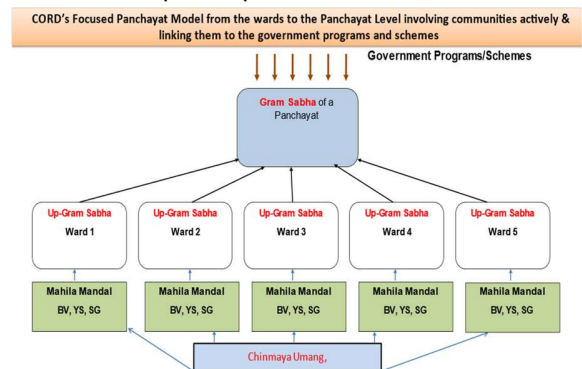 CORD's Focused Panchayat Model from the wards to the Panchayat Level involving communities actively &
linking them to the government programs and schemes
Government Programs/Schemes
Gram Sabha of a
Panchayat
Up-Gram Sabha
Ward 1
Up-Gram Sabha
Ward 2
Up-Gram Sabha
Ward 3
Up-Gram Sabha
Ward 4
Up-Gram Sabha
Ward 5
Mahila Mandal
BV, YS, SG
Mahila Mandal
BV, YS, SG
Mahila Mandal
BV, YS, SG
Mahila Mandal
BV, YS, SG
Mahila Mandal
BV, YS, SG
Chinmaya Umang,